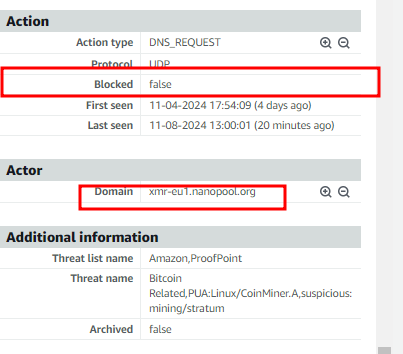 Action
Action type DNS_REQUEST
Protocol UDP
Blocked false
First seen 11-04-2024 17:54:09 (4 days ago)
Last seen 11-08-2024 13:00:01 (20 minutes ago)
Actor
Domain xmr-eu1.nanopool.org
Additional information
Threat list name Amazon,ProofPoint
Threat name Bitcoin
Related,PUA:Linux/CoinMiner.A,suspicious:
mining/stratum
Archived false